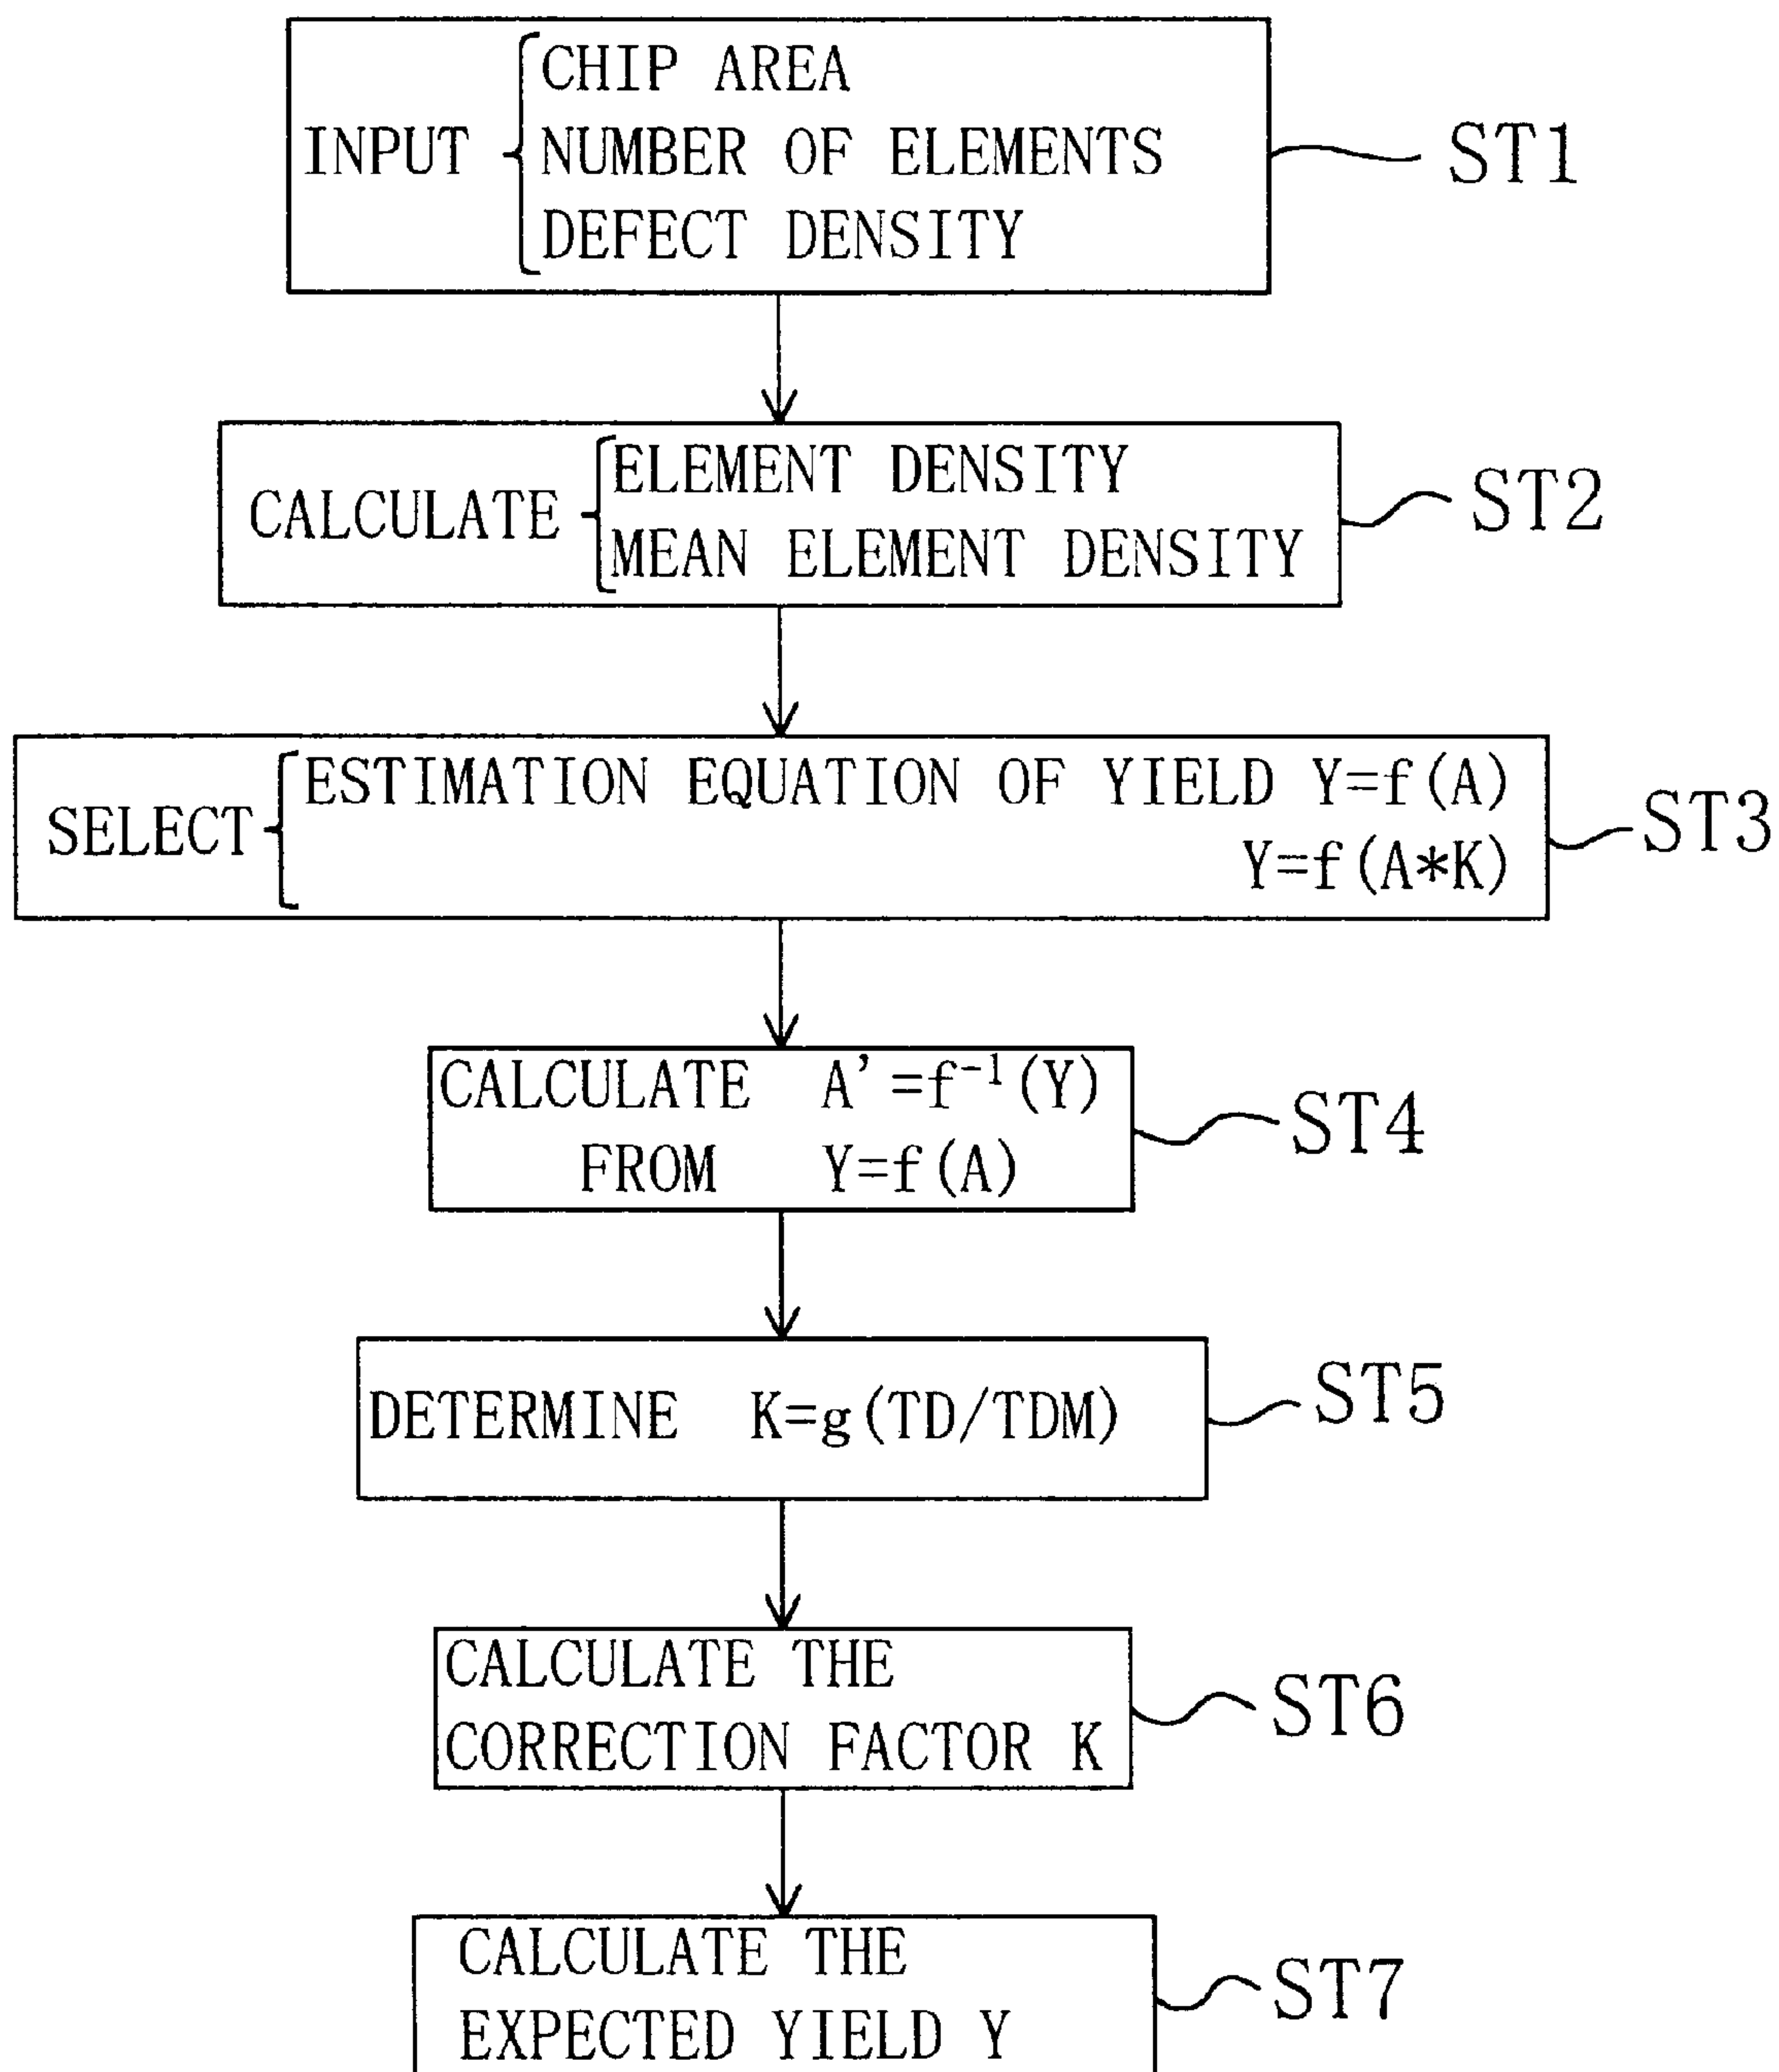 CHIP AREA
INPUT NUMBER OF ELEMENTS ST1
DEFECT DENSITY
ELEMENT DENSITY
CALCULATE ST2
MEAN ELEMENT DENSITY
ESTIMATION EQUATION OF YIELD Y=f(A)
SELECT ST3
Y=f(A*K)
CALCULATE A'=f⁻¹(Y)
ST4
FROM Y=f(A)
DETERMINE K=g(TD/TDM) ST5
CALCULATE THE
ST6
CORRECTION FACTOR K
CALCULATE THE
ST7
EXPECTED YIELD Y